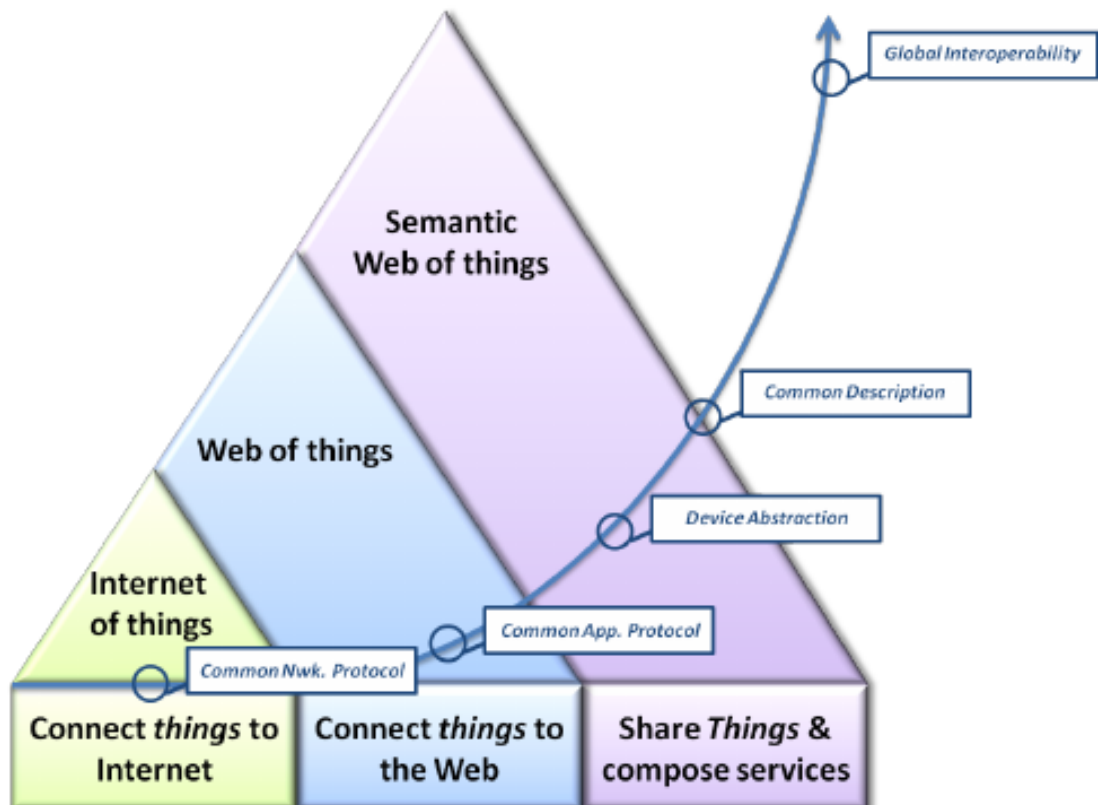 Global Interoperability
Semantic
Web of things
Common Description
Web of things
Device Abstraction
Internet
of things
Common App. Protocol
Common Nwk. Protocol
Connect things to
Internet
Connect things to
the Web
Share Things &
compose services